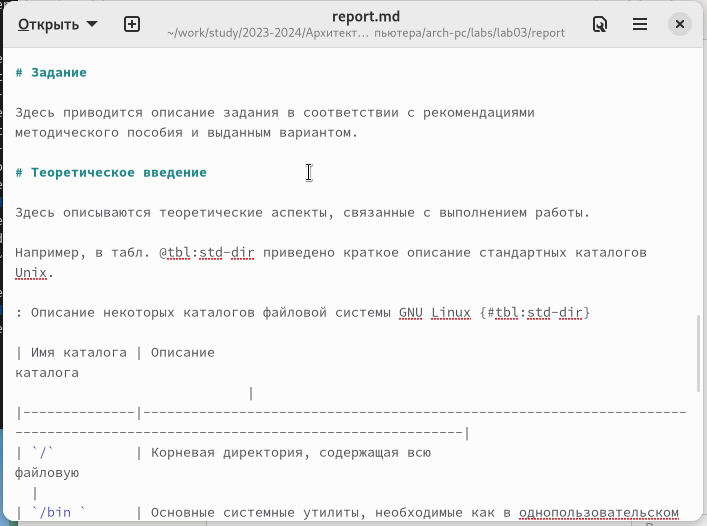 Открыть
report.md
~/work/study/2023-2024/Архитект... пьютера/arch-pc/labs/lab03/report
# Задание
Здесь приводится описание задания в соответствии с рекомендациями
методического пособия и выданным вариантом.
# Теоретическое введение
Здесь описываются теоретические аспекты, связанные с выполнением работы.
Например, в табл. @tbl:std-dir приведено краткое описание стандартных каталогов
Unix.
: Описание некоторых каталогов файловой системы GNU Linux {#tbl:std-dir}
| Имя каталога | Описание
каталога
|
|--------------|--------------------------------------------------------------------
--------------------------------------------------------|
| `/`          | Корневая директория, содержащая всю
файловую
|
| `/bin `      | Основные системные утилиты, необходимые как в однопользовательском